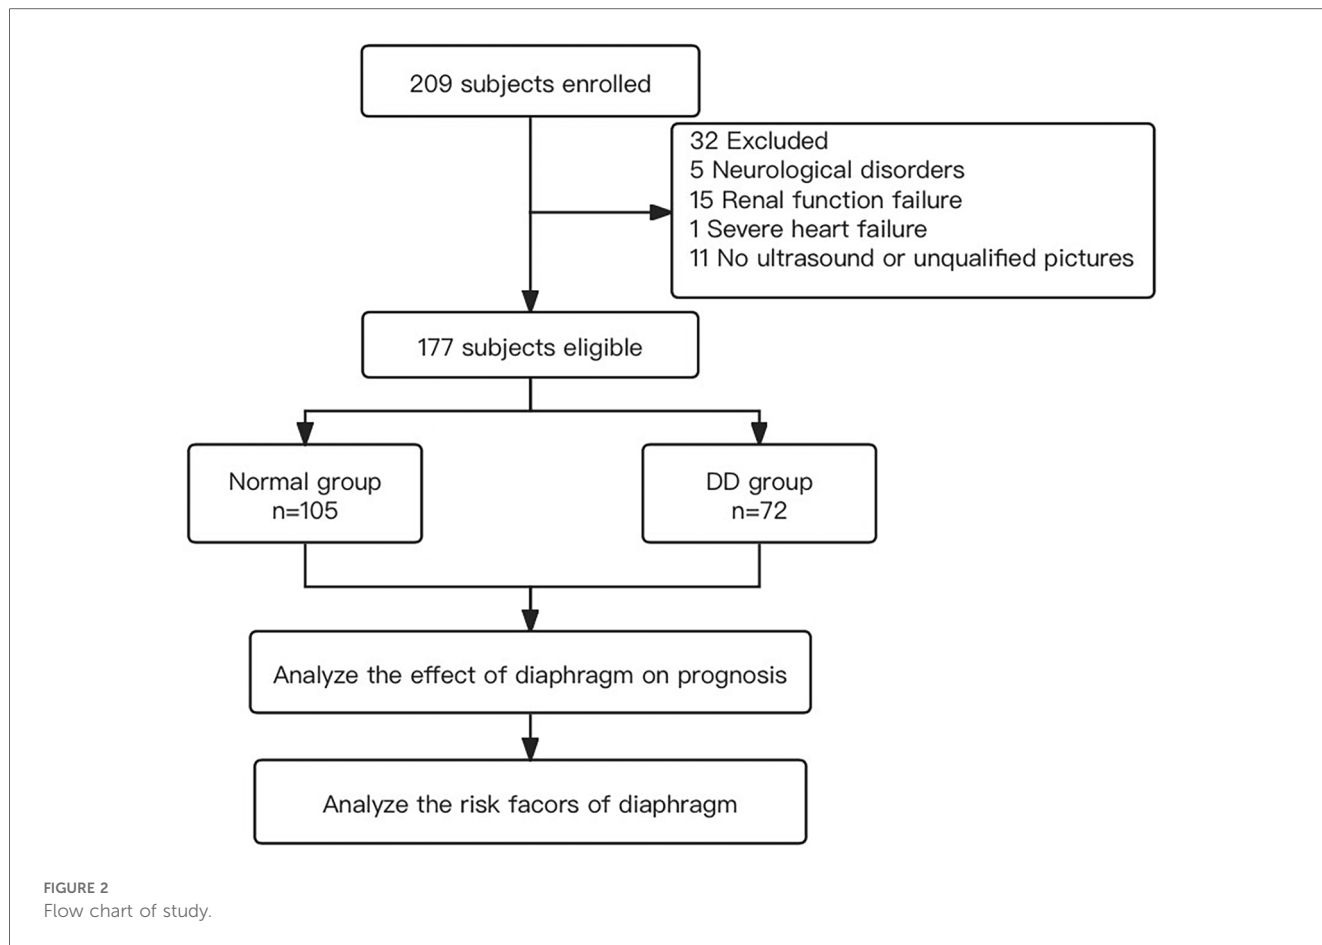 209 subjects enrolled
32 Excluded
5 Neurological disorders
15 Renal function failure
1 Severe heart failure
11 No ultrasound or unqualified pictures
177 subjects eligible
Normal group
n=105
DD group
n=72
Analyze the effect of diaphragm on prognosis
Analyze the risk facors of diaphragm
FIGURE 2
Flow chart of study.